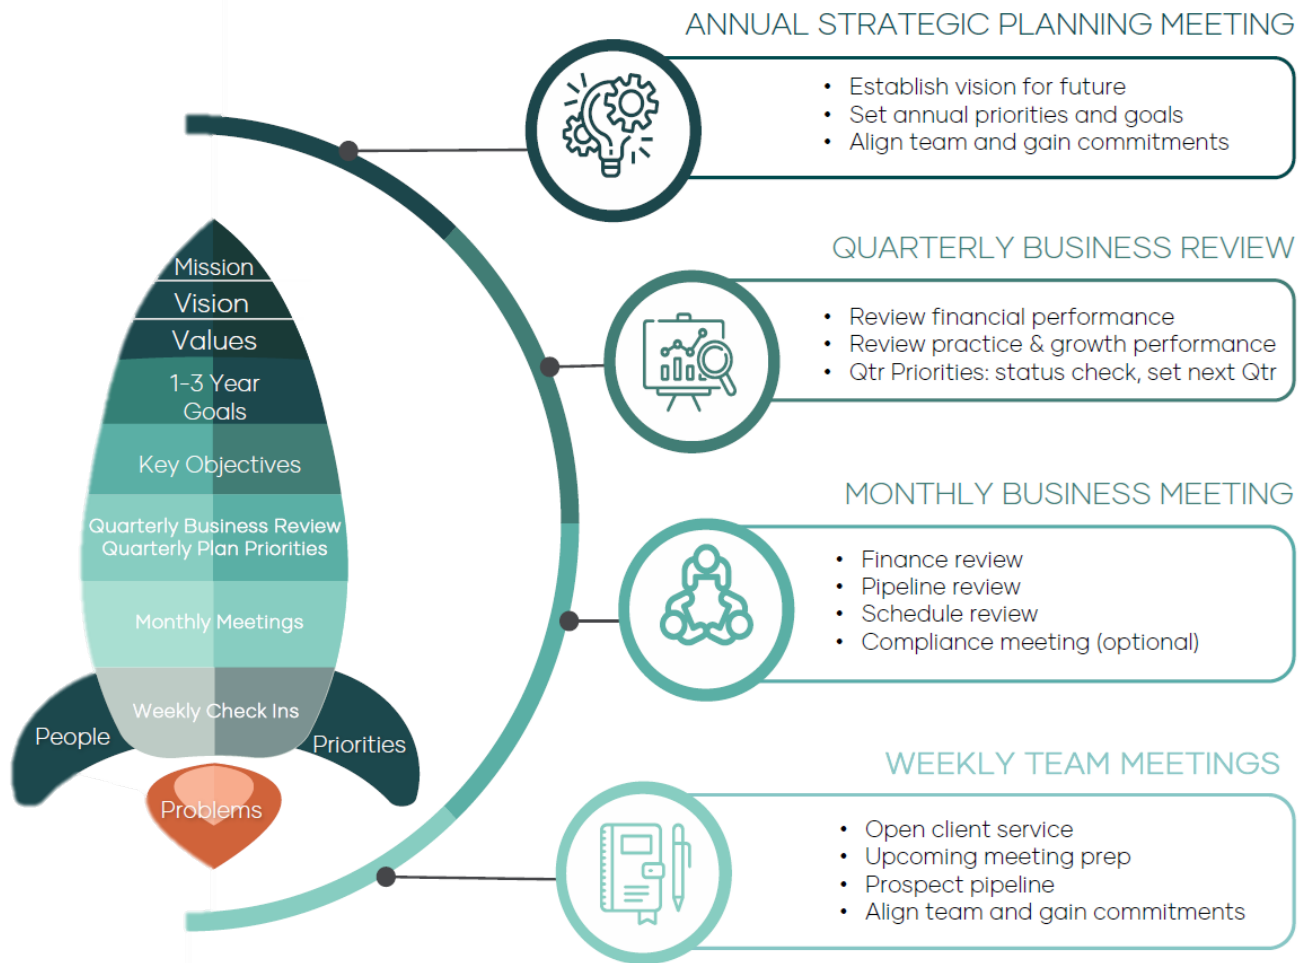 ANNUAL STRATEGIC PLANNING MEETING
• Establish vision for future
• Set annual priorities and goals
• Align team and gain commitments
QUARTERLY BUSINESS REVIEW
• Review financial performance
• Review practice & growth performance
• Qtr Priorities: status check, set next Qtr
MONTHLY BUSINESS MEETING
• Finance review
• Pipeline review
• Schedule review
• Compliance meeting (optional)
WEEKLY TEAM MEETINGS
• Open client service
• Upcoming meeting prep
• Prospect pipeline
• Align team and gain commitments
Mission
Vision
Values
1-3 Year
Goals
Key Objectives
Quarterly Business Review
Quarterly Plan Priorities
Monthly Meetings
Weekly Check Ins
People
Priorities
Problems